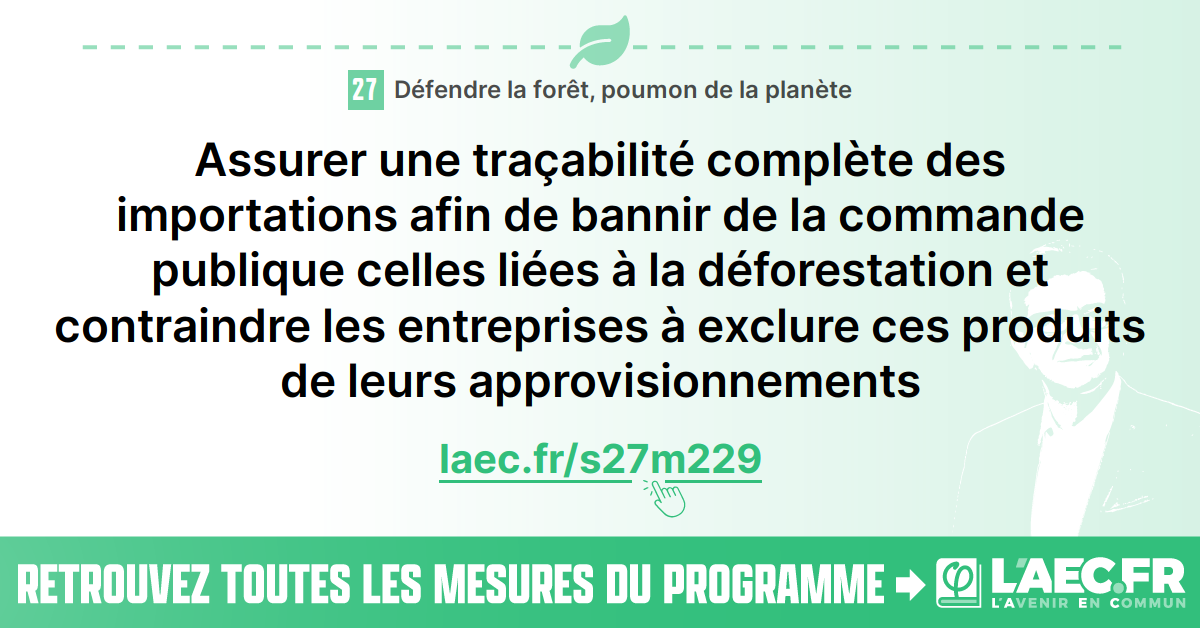 27 Défendre la forêt, poumon de la planète
Assurer une traçabilité complète des
importations afin de bannir de la commande
publique celles liées à la déforestation et
contraindre les entreprises à exclure ces produits
de leurs approvisionnements
laec.fr/s27m229
RETROUVEZ TOUTES LES MESURES DU PROGRAMME
φ
L'AEC.FR
L'AVENIR EN COMMUN